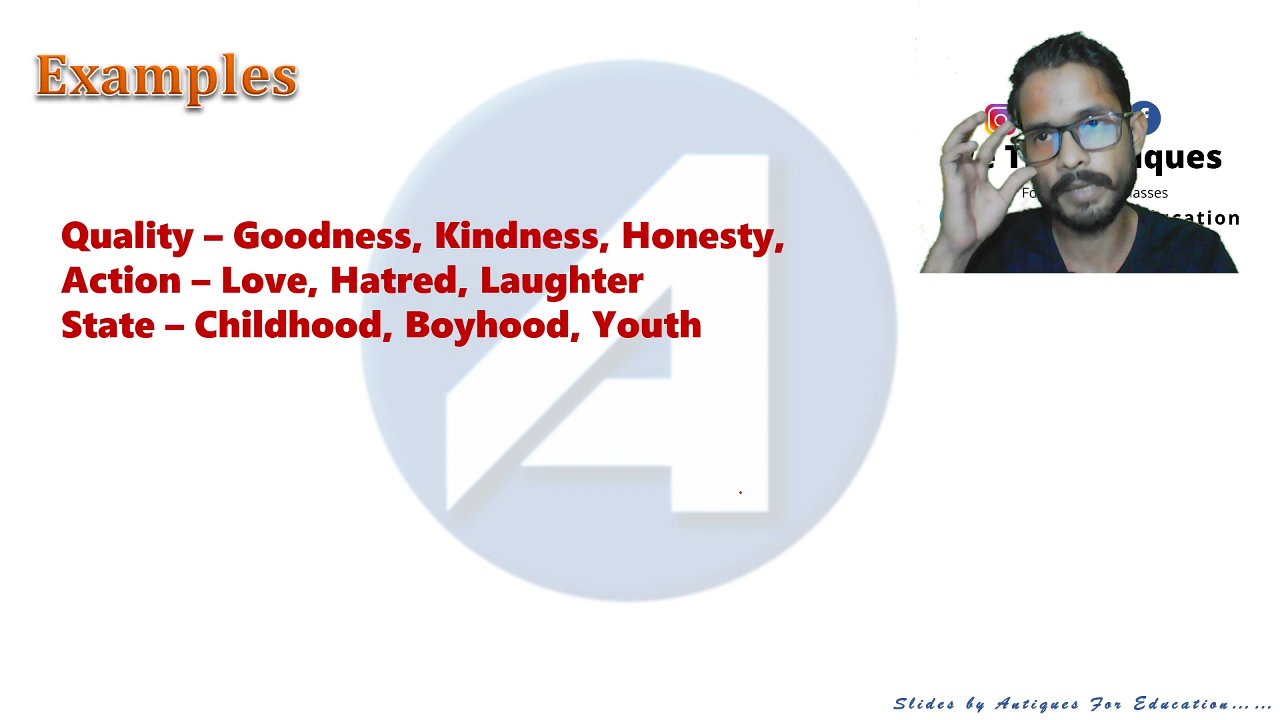 Examples
Quality – Goodness, Kindness, Honesty,
Action – Love, Hatred, Laughter
State – Childhood, Boyhood, Youth
Slides by Antiques For Education……